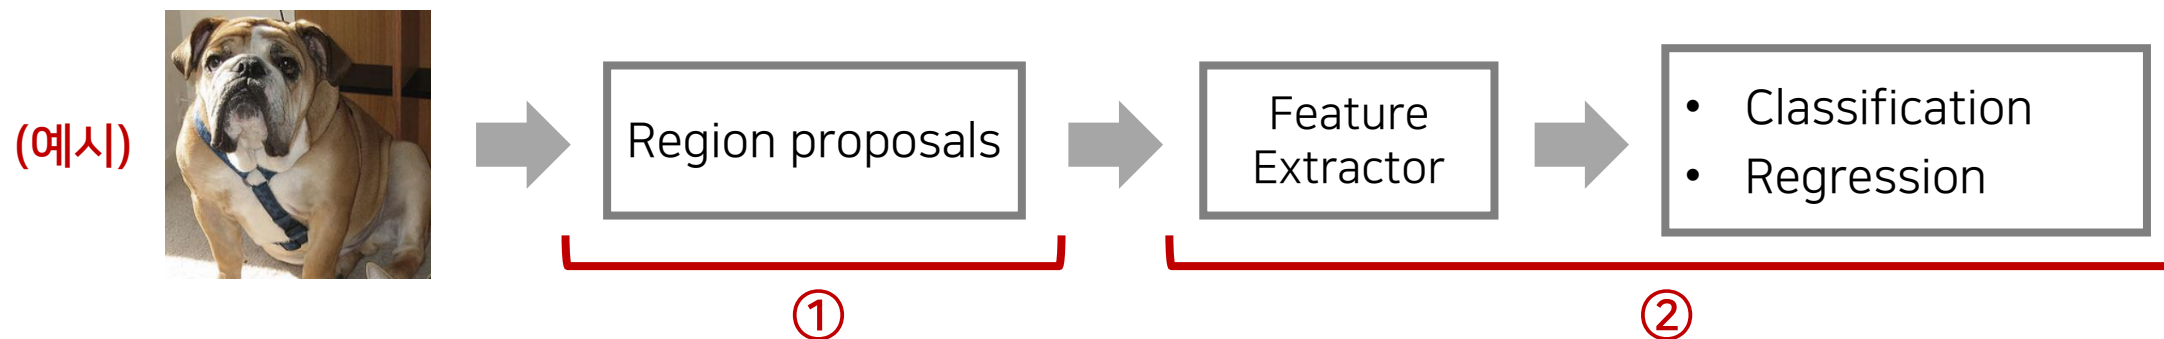 (예시)
Region proposals
Feature
Extractor
• Classification
• Regression
①
②